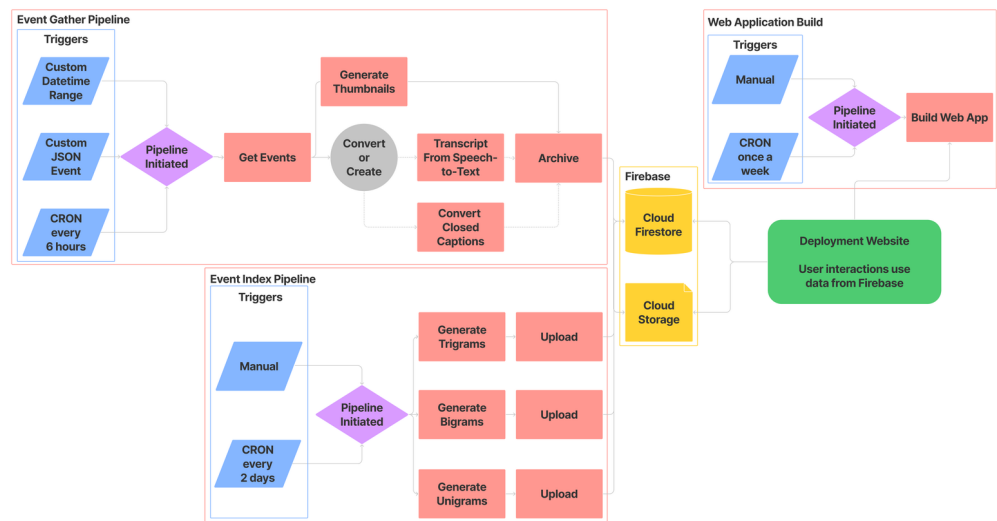 Event Gather Pipeline
Triggers
Custom
Datetime
Range
Custom
JSON
Event
CRON
every
6 hours
Pipeline
Initiated
Get Events
Generate
Thumbnails
Convert
or
Create
Transcript
From Speech-
to-Text
Convert
Closed
Captions
Archive
Event Index Pipeline
Triggers
Manual
CRON
every
2 days
Pipeline
Initiated
Generate
Trigrams
Upload
Generate
Bigrams
Upload
Generate
Unigrams
Upload
Firebase
Cloud
Firestore
Cloud
Storage
Web Application Build
Triggers
Manual
CRON
once a
week
Pipeline
Initiated
Build Web App
Deployment Website
User interactions use
data from Firebase